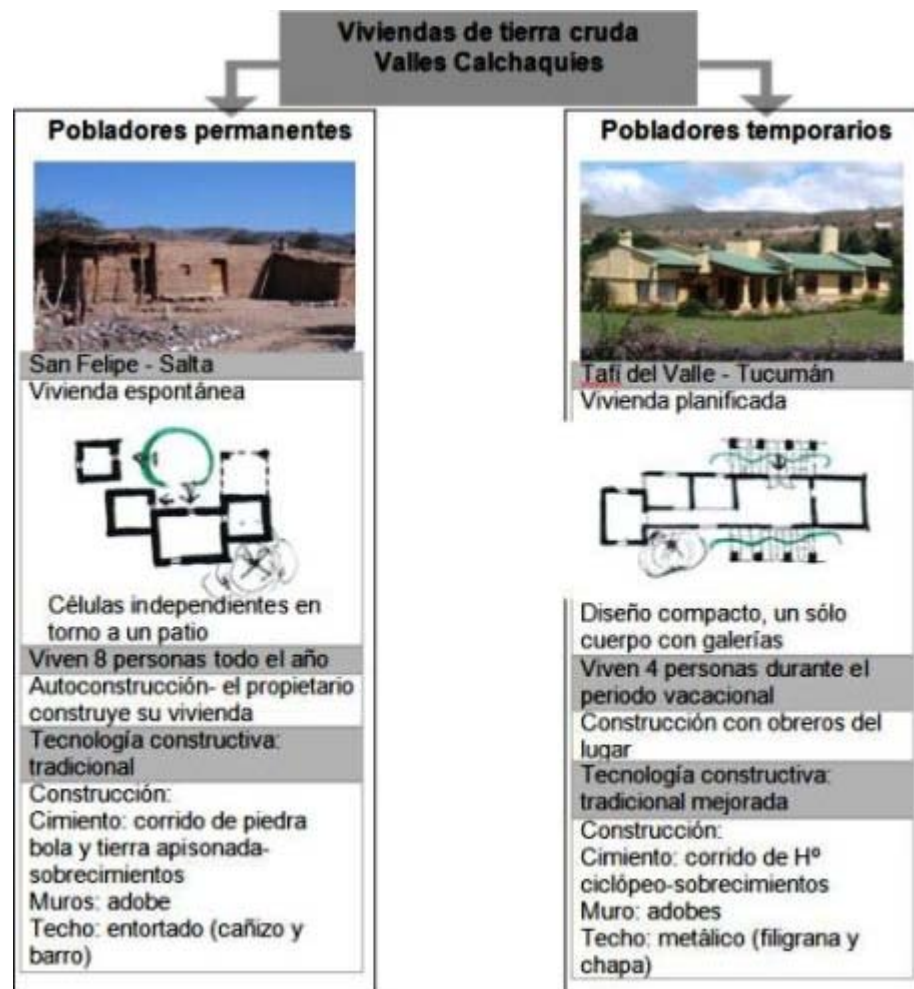 Viviendas de tierra cruda
Valles Calchaquies
Pobladores permanentes
San Felipe - Salta
Vivienda espontánea
Células independientes en
torno a un patio
Viven 8 personas todo el año
Autoconstrucción- el propietario
construye su vivienda
Tecnología constructiva:
tradicional
Construcción:
Cimiento: corrido de piedra
bola y tierra apisonada-
sobrecimientos
Muros: adobe
Techo: entortado (cañizo y
barro)
Pobladores temporarios
Tafí del Valle - Tucumán
Vivienda planificada
Diseño compacto, un sólo
cuerpo con galerías
Viven 4 personas durante el
periodo vacacional
Construcción con obreros del
lugar
Tecnología constructiva:
tradicional mejorada
Construcción:
Cimiento: corrido de Hº
ciclópeo-sobrecimientos
Muro: adobes
Techo: metálico (filigrana y
chapa)